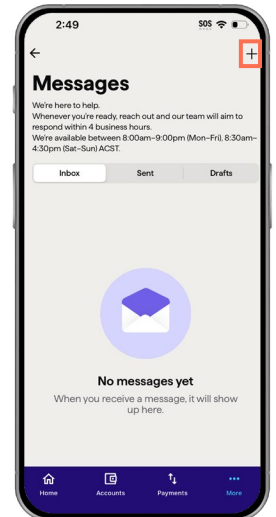 2:49
SOS
Messages
We're here to help.
Whenever you're ready, reach out and our team will aim to
respond within 4 business hours.
We're available between 8:00am–9:00pm (Mon–Fri), 8:30am–
4:30pm (Sat–Sun) ACST.
Inbox Sent Drafts
No messages yet
When you receive a message, it will show
up here.
Home Accounts Payments More